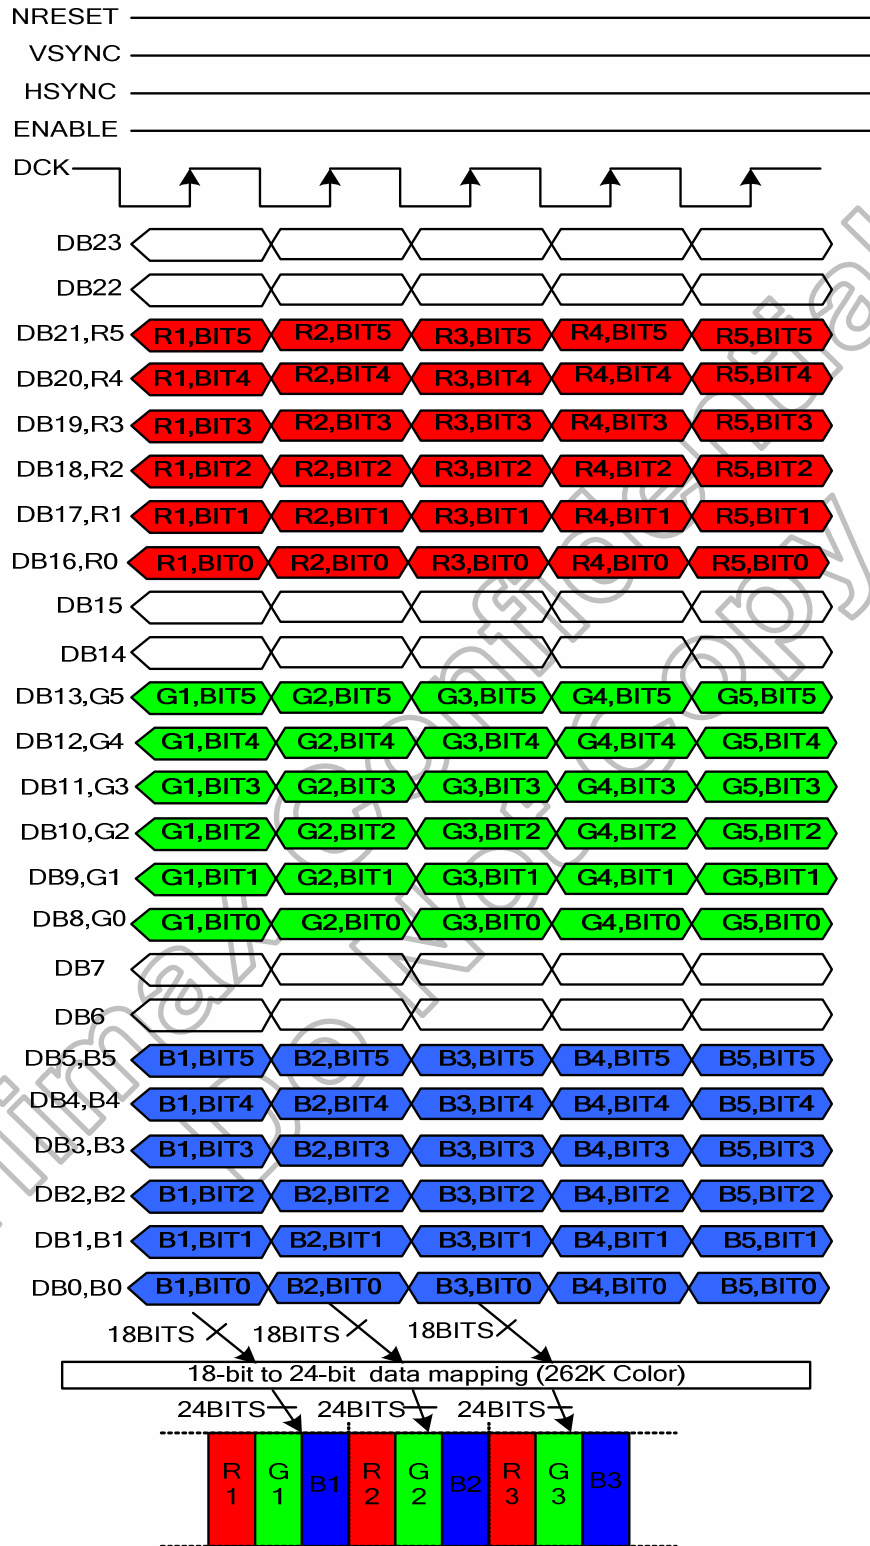 NRESET
VSYNC
HSYNC
ENABLE
DCK
DB23
DB22
DB21,R5 R1,BIT5 R2,BIT5 R3,BIT5 R4,BIT5 R5,BIT5
DB20,R4 R1,BIT4 R2,BIT4 R3,BIT4 R4,BIT4 R5,BIT4
DB19,R3 R1,BIT3 R2,BIT3 R3,BIT3 R4,BIT3 R5,BIT3
DB18,R2 R1,BIT2 R2,BIT2 R3,BIT2 R4,BIT2 R5,BIT2
DB17,R1 R1,BIT1 R2,BIT1 R3,BIT1 R4,BIT1 R5,BIT1
DB16,R0 R1,BIT0 R2,BIT0 R3,BIT0 R4,BIT0 R5,BIT0
DB15
DB14
DB13,G5 G1,BIT5 G2,BIT5 G3,BIT5 G4,BIT5 G5,BIT5
DB12,G4 G1,BIT4 G2,BIT4 G3,BIT4 G4,BIT4 G5,BIT4
DB11,G3 G1,BIT3 G2,BIT3 G3,BIT3 G4,BIT3 G5,BIT3
DB10,G2 G1,BIT2 G2,BIT2 G3,BIT2 G4,BIT2 G5,BIT2
DB9,G1 G1,BIT1 G2,BIT1 G3,BIT1 G4,BIT1 G5,BIT1
DB8,G0 G1,BIT0 G2,BIT0 G3,BIT0 G4,BIT0 G5,BIT0
DB7
DB6
DB5,B5 B1,BIT5 B2,BIT5 B3,BIT5 B4,BIT5 B5,BIT5
DB4,B4 B1,BIT4 B2,BIT4 B3,BIT4 B4,BIT4 B5,BIT4
DB3,B3 B1,BIT3 B2,BIT3 B3,BIT3 B4,BIT3 B5,BIT3
DB2,B2 B1,BIT2 B2,BIT2 B3,BIT2 B4,BIT2 B5,BIT2
DB1,B1 B1,BIT1 B2,BIT1 B3,BIT1 B4,BIT1 B5,BIT1
DB0,B0 B1,BIT0 B2,BIT0 B3,BIT0 B4,BIT0 B5,BIT0
18BITS 18BITS 18BITS
18-bit to 24-bit data mapping (262K Color)
24BITS 24BITS 24BITS
R1 G1 B1 R2 G2 B2 R3 G3 B3
imax Confidential
Do Not Copy